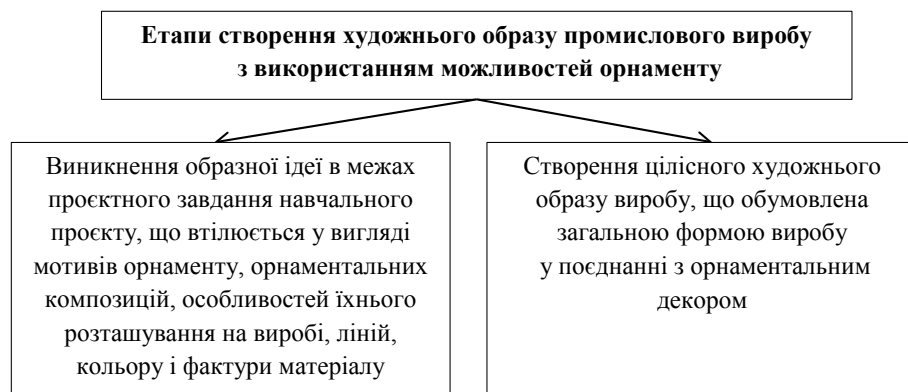 Етапи створення художнього образу промислового виробу
з використанням можливостей орнаменту
Виникнення образної ідеї в межах
проєктного завдання навчального
проєкту, що втілюється у вигляді
мотивів орнаменту, орнаментальних
композицій, особливостей їхнього
розташування на виробі, ліній,
кольору і фактури матеріалу
Створення цілісного художнього
образу виробу, що обумовлена
загальною формою виробу
у поєднанні з орнаментальним
декором